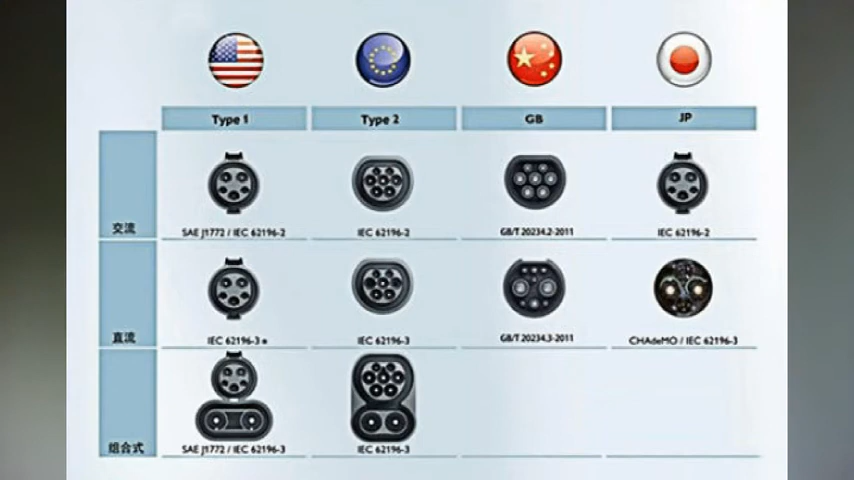 Type 1 Type 2 GB JP
交流 SAE J1772 / IEC 62196-2 IEC 62196-2 GB/T 20234.2-2011 IEC 62196-2
直流 IEC 62196-3 * IEC 62196-3 GB/T 20234.3-2011 CHAdeMO / IEC 62196-3
组合式 SAE J1772 / IEC 62196-3 IEC 62196-3